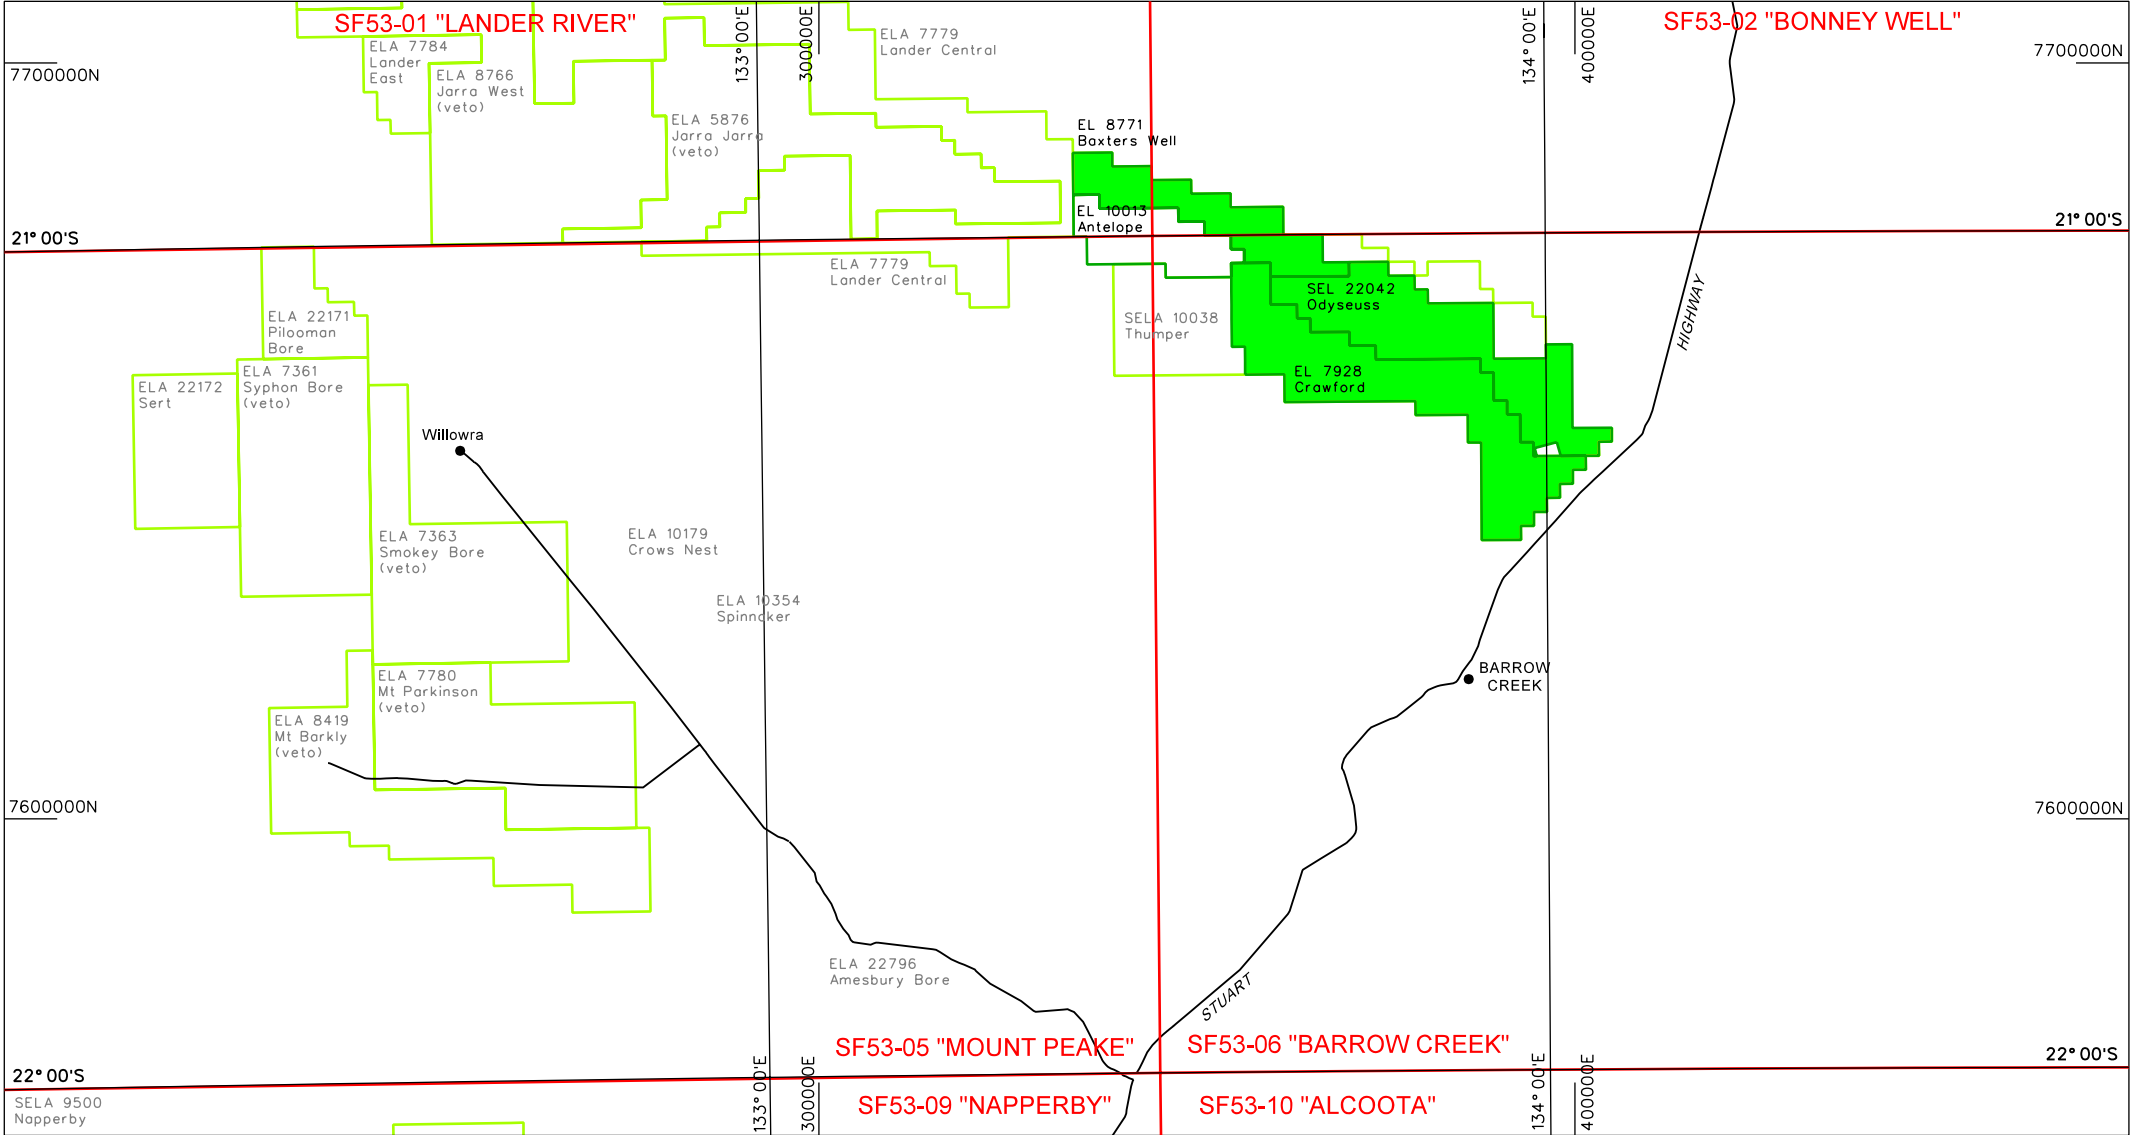 SF53-01 "LANDER RIVER"
SF53-02 "BONNEY WELL"
133° 00'E
300000E
134° 00'E
400000E
7700000N
7700000N
ELA 7784
Lander
East
ELA 8766
Jarra West
(veto)
ELA 7779
Lander Central
ELA 5876
Jarra Jarra
(veto)
EL 8771
Baxters Well
EL 10013
Antelope
21° 00'S
21° 00'S
ELA 7779
Lander Central
SEL 22042
Odyseuss
HIGHWAY
ELA 22171
Pilooman
Bore
SELA 10038
Thumper
ELA 22172
Sert
ELA 7361
Syphon Bore
(veto)
EL 7928
Crawford
Willowra
ELA 7363
Smokey Bore
(veto)
ELA 10179
Crows Nest
ELA 10354
Spinnaker
BARROW
CREEK
ELA 7780
Mt Parkinson
(veto)
ELA 8419
Mt Barkly
(veto)
7600000N
7600000N
ELA 22796
Amesbury Bore
STUART
SF53-05 "MOUNT PEAKE"
SF53-06 "BARROW CREEK"
22° 00'S
22° 00'S
SELA 9500
Napperby
133° 00'E
300000E
SF53-09 "NAPPERBY"
SF53-10 "ALCOOTA"
134° 00'E
400000E